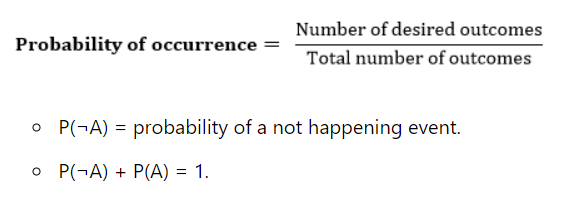 Probability of occurrence = Number of desired outcomes / Total number of outcomes
P(¬A) = probability of a not happening event.
P(¬A) + P(A) = 1.